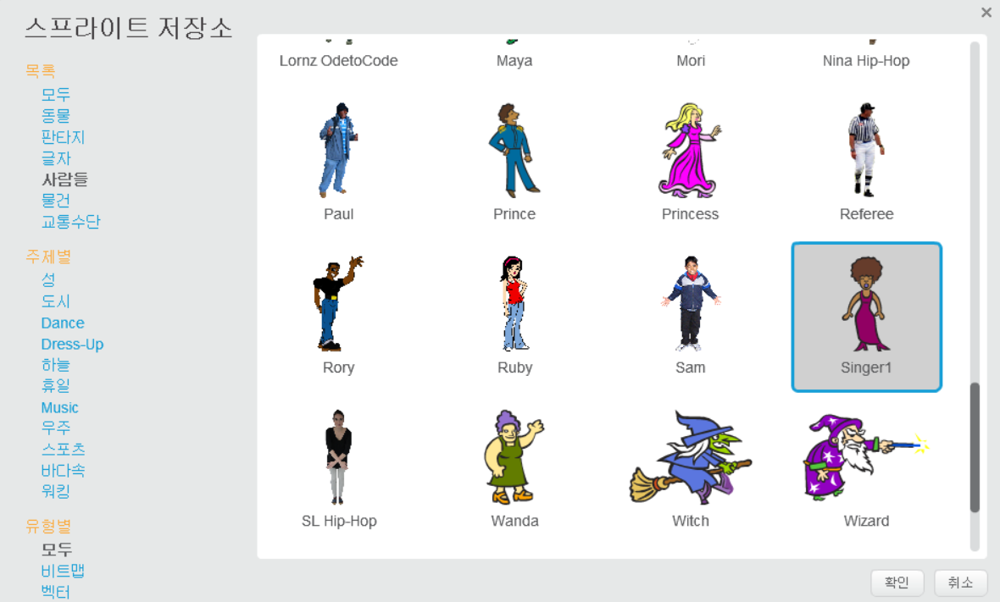 스프라이트 저장소
목록
모두
동물
판타지
글자
사람들
물건
교통수단
주제별
성
도시
Dance
Dress-Up
하늘
휴일
Music
우주
스포츠
바다속
워킹
유형별
모두
비트맵
벡터
Lornz OdetoCode Maya Mori Nina Hip-Hop
Paul Prince Princess Referee
Rory Ruby Sam Singer1
SL Hip-Hop Wanda Witch Wizard
확인 취소